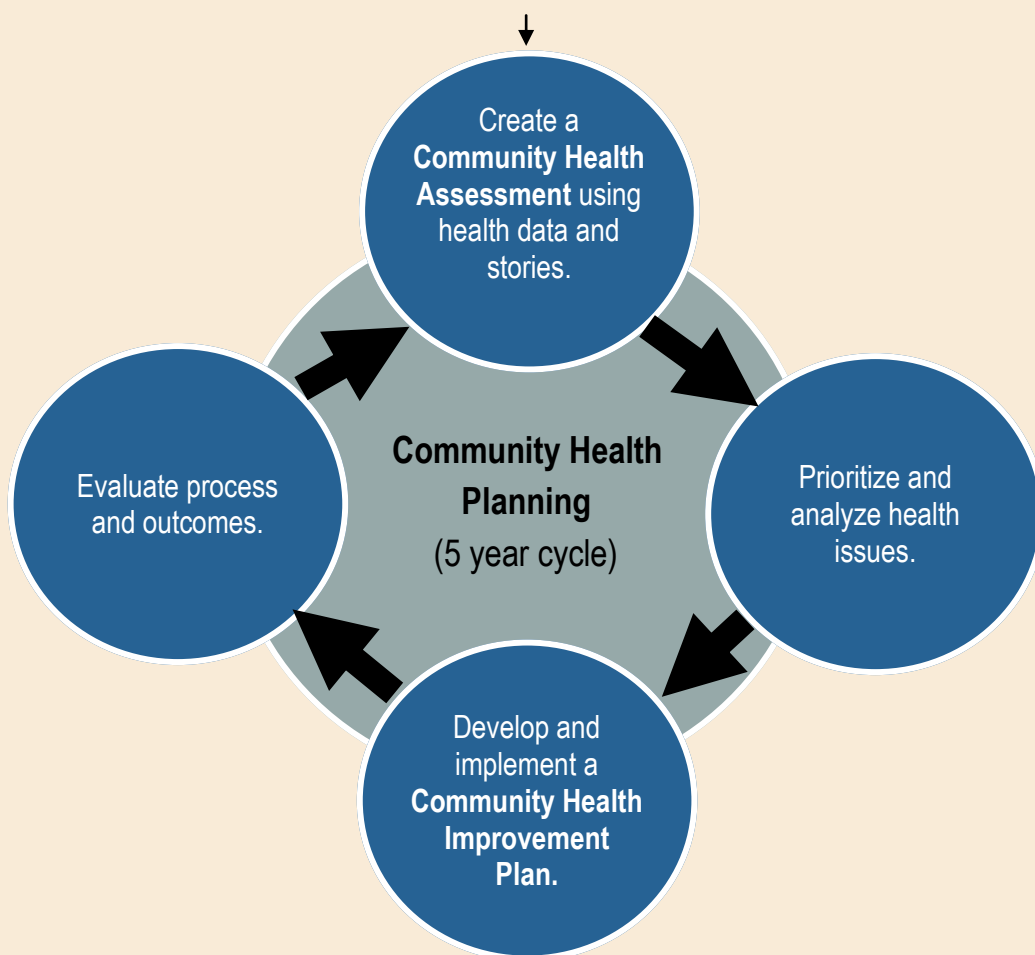 Create a
Community Health
Assessment using
health data and
stories.
Prioritize and
analyze health
issues.
Develop and
implement a
Community Health
Improvement
Plan.
Evaluate process
and outcomes.
Community Health
Planning
(5 year cycle)